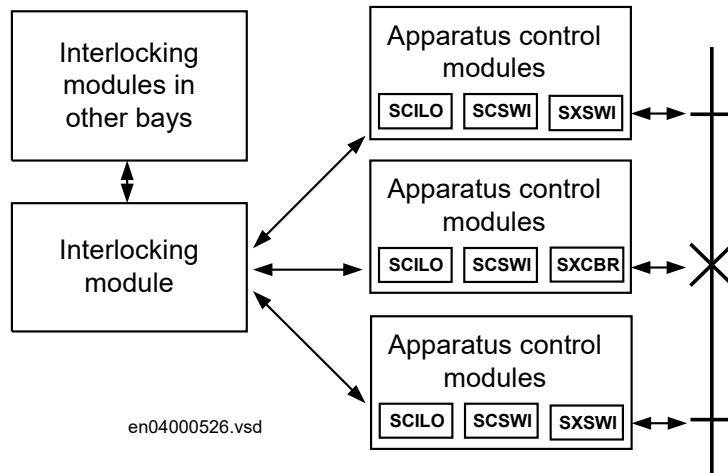 Interlocking
modules in
other bays
Interlocking
module
Apparatus control
modules
SCILO SCSWI SXSWI
Apparatus control
modules
SCILO SCSWI SXCBR
Apparatus control
modules
SCILO SCSWI SXSWI
en04000526.vsd